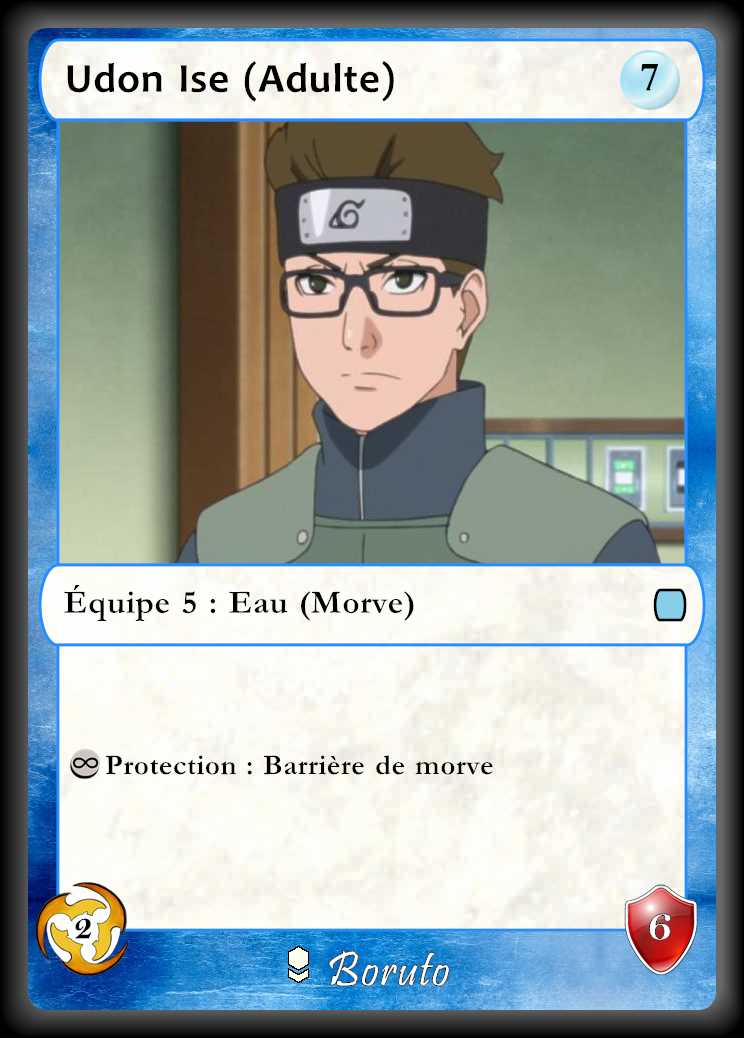 Udon Ise (Adulte)
7
Équipe 5 : Eau (Morve)
∞ Protection : Barrière de morve
2
6
Boruto